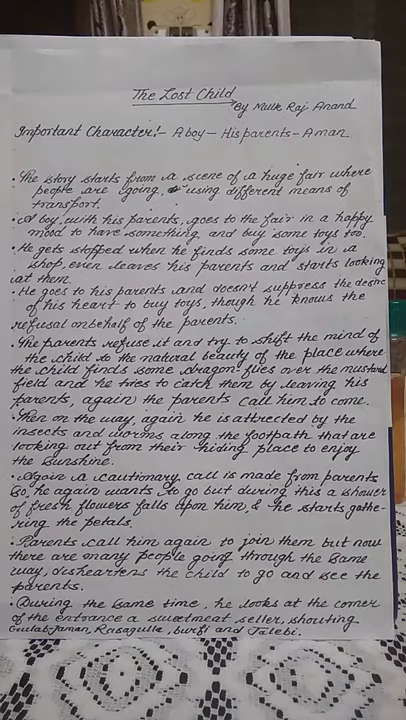 The Lost Child
By Mulk Raj Anand
Important Character:- A boy - His parents - A man
• The story starts from a scene of a huge fair where
people are going, using different means of
transport.
• A boy, with his parents, goes to the fair in a happy
mood to have something, and buy some toys too.
• He gets stopped when he finds some toys in a
shop, even leaves his parents and starts looking
at them.
• He goes to his parents and doesn't suppress the desire
of his heart to buy toys, though he knows the
refusal onbehalf of the parents.
• The parents refuse it and try to shift the mind of
the child to the natural beauty of the place where
the child finds some dragon flies over the mustard
field and he tries to catch them by leaving his
parents, again the parents call him to come.
• Then on the way, again he is attrected by the
insects and worms along the footpath that are
looking out from their hiding place to enjoy
the sunshine.
• Again a cautionary, call is made from parents
So, he again wants to go but during this a shower
of fresh flowers falls upon him, & he starts gathe-
ring the petals.
• Parents call him again to join them but now
there are many people going through the same
way, disheartens the child to go and see the
parents.
• During the same time, he looks at the corner
of the entrance a sweetmeat seller, shouting.
Gulab-Jaman, Rasagulla, burfi and Jalebi.